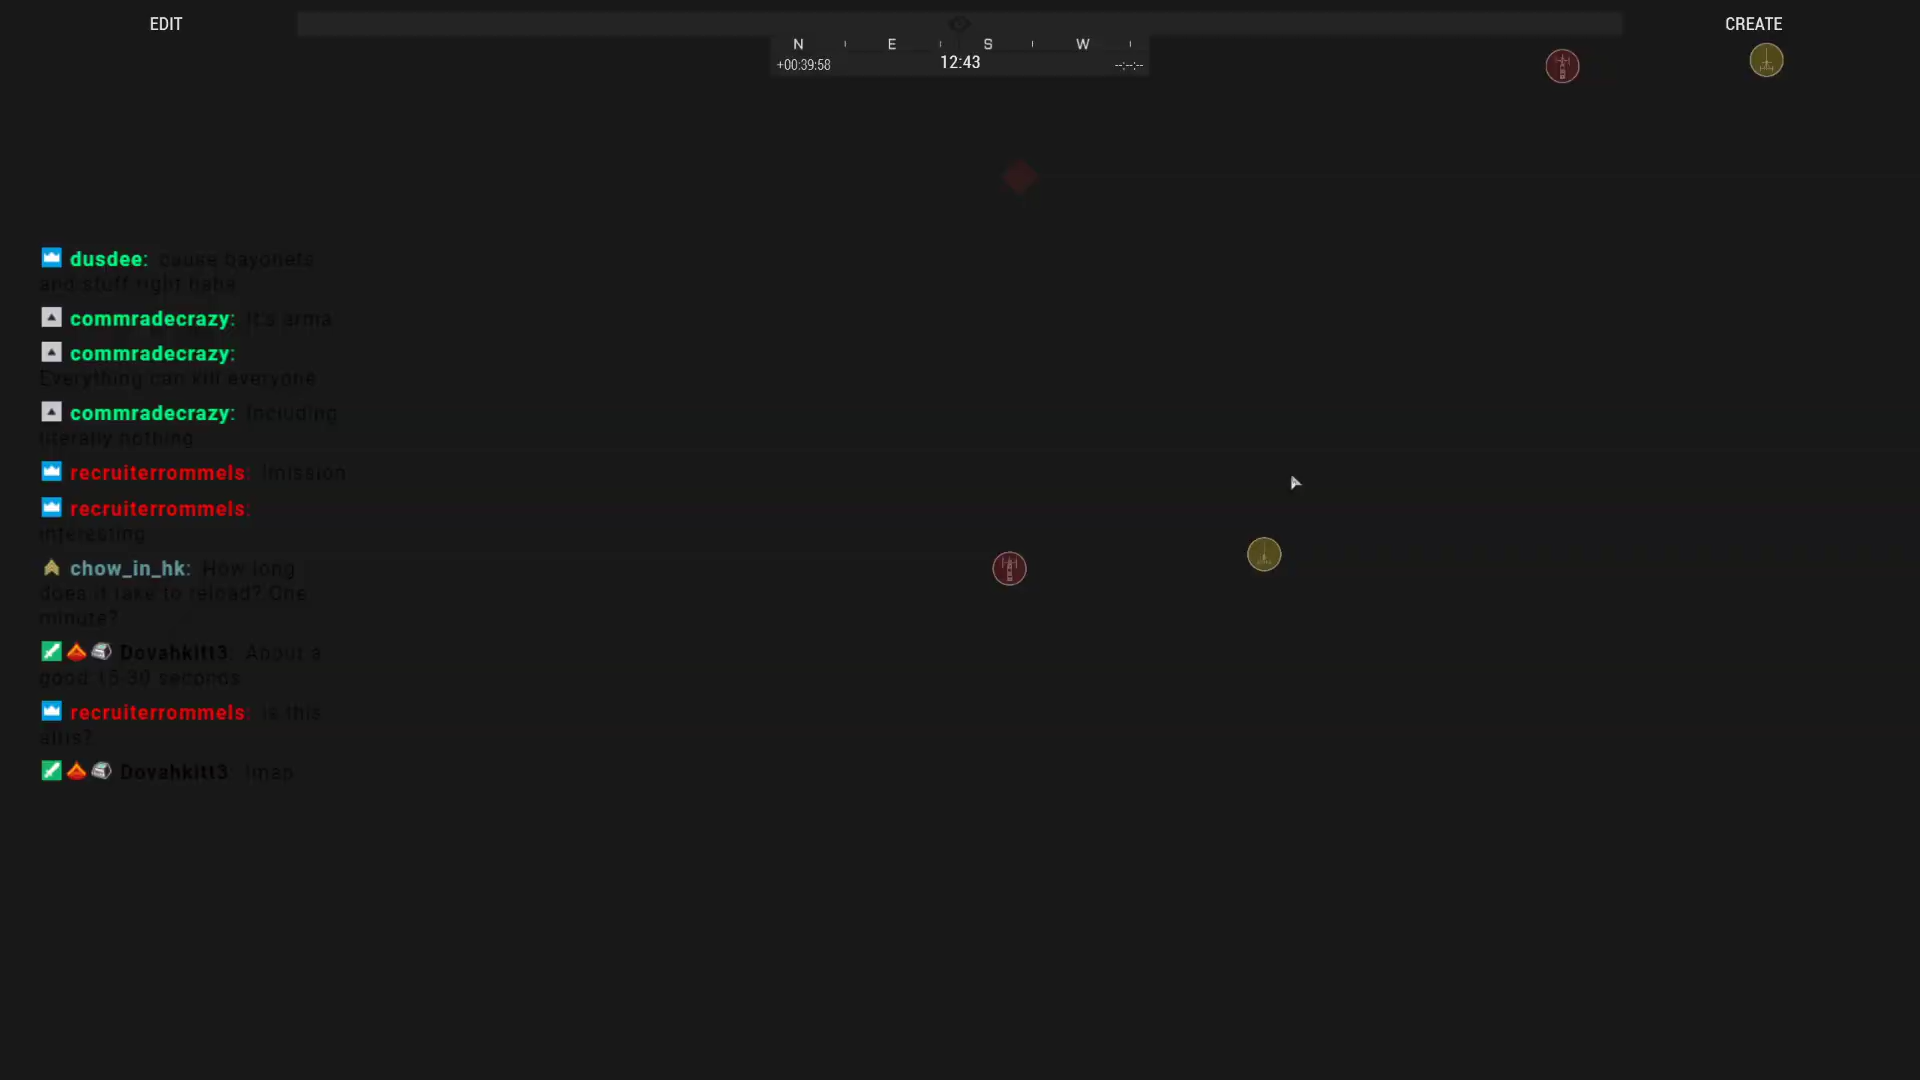 EDIT
CREATE
N E S W
+00:39:58 12:43 --:--:--
dusdee: cause bayonets
and stuff right haha
commradecrazy: It's arma
commradecrazy:
Everything can kill everyone
commradecrazy: Including
literally nothing
recruiterrommels: !mission
recruiterrommels:
interesting
chow_in_hk: How long
does it take to reload? One
minute?
Dovahkitt3: About a
good 15-30 seconds
recruiterrommels: is this
altis?
Dovahkitt3: !map